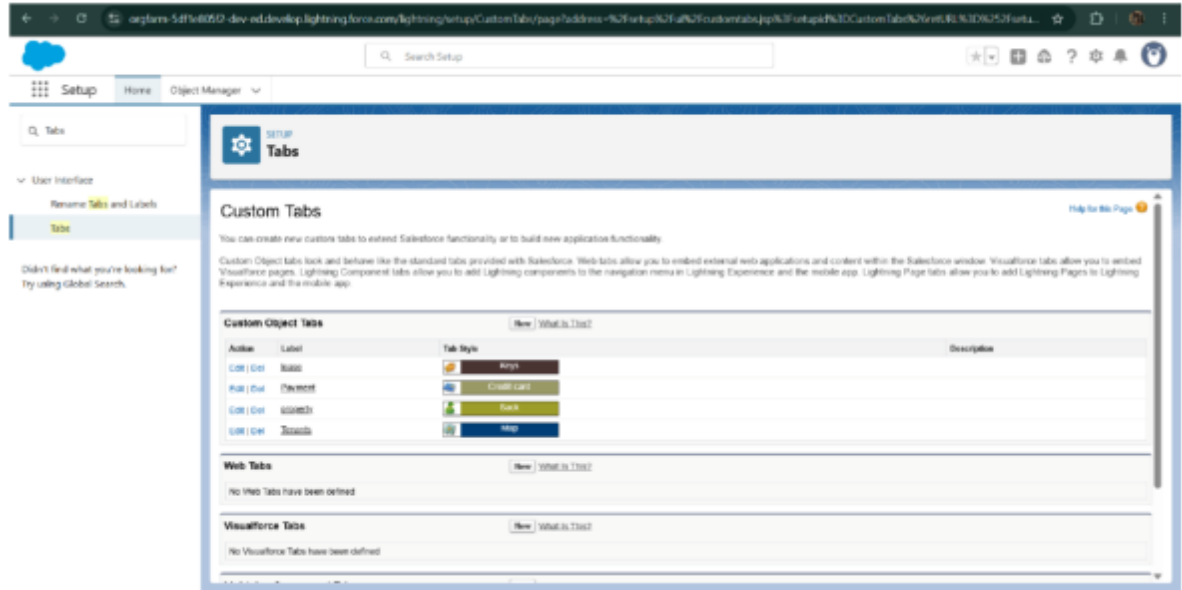 Search Setup
Setup
Home
Object Manager
Tabs
User Interface
Rename Tabs and Labels
Tabs
Didn't find what you're looking for?
Try using Global Search.
SETUP
Tabs
Custom Tabs
Help for this Page
You can create new custom tabs to extend Salesforce functionality or to build new application functionality.
Custom Object tabs look and behave like the standard tabs provided with Salesforce. Web tabs allow you to embed external web applications and content within the Salesforce window. Visualforce tabs allow you to embed
Visualforce pages. Lightning Component tabs allow you to add Lightning components to the navigation menu in Lightning Experience and the mobile app. Lightning Page tabs allow you to add Lightning Pages to Lightning
Experience and the mobile app.
Custom Object Tabs New What Is This?
Action Label Tab Style Description
Edit | Del lease Keys
Edit | Del Payment Credit card
Edit | Del property Sack
Edit | Del Tenants Map
Web Tabs New What Is This?
No Web Tabs have been defined
Visualforce Tabs New What Is This?
No Visualforce Tabs have been defined